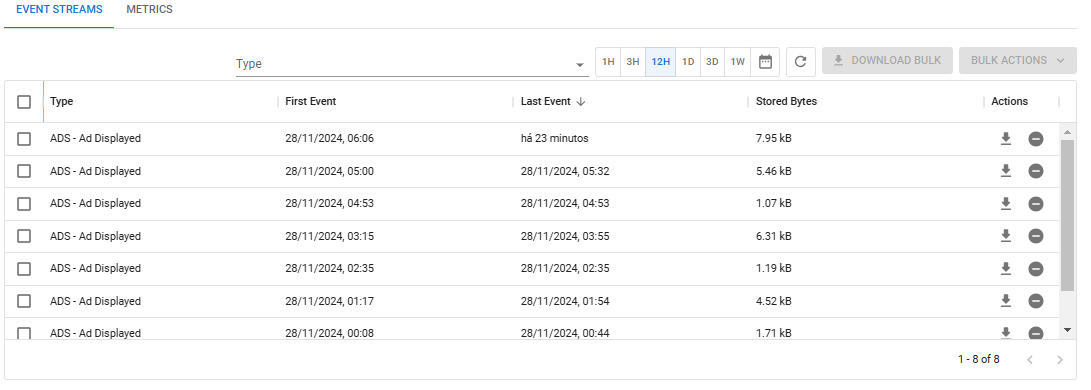 EVENT STREAMS METRICS
Type 1H 3H 12H 1D 3D 1W DOWNLOAD BULK BULK ACTIONS
Type First Event Last Event Stored Bytes Actions
ADS - Ad Displayed 28/11/2024, 06:06 há 23 minutos 7.95 kB
ADS - Ad Displayed 28/11/2024, 05:00 28/11/2024, 05:32 5.46 kB
ADS - Ad Displayed 28/11/2024, 04:53 28/11/2024, 04:53 1.07 kB
ADS - Ad Displayed 28/11/2024, 03:15 28/11/2024, 03:55 6.31 kB
ADS - Ad Displayed 28/11/2024, 02:35 28/11/2024, 02:35 1.19 kB
ADS - Ad Displayed 28/11/2024, 01:17 28/11/2024, 01:54 4.52 kB
ADS - Ad Displayed 28/11/2024, 00:08 28/11/2024, 00:44 1.71 kB
1 - 8 of 8